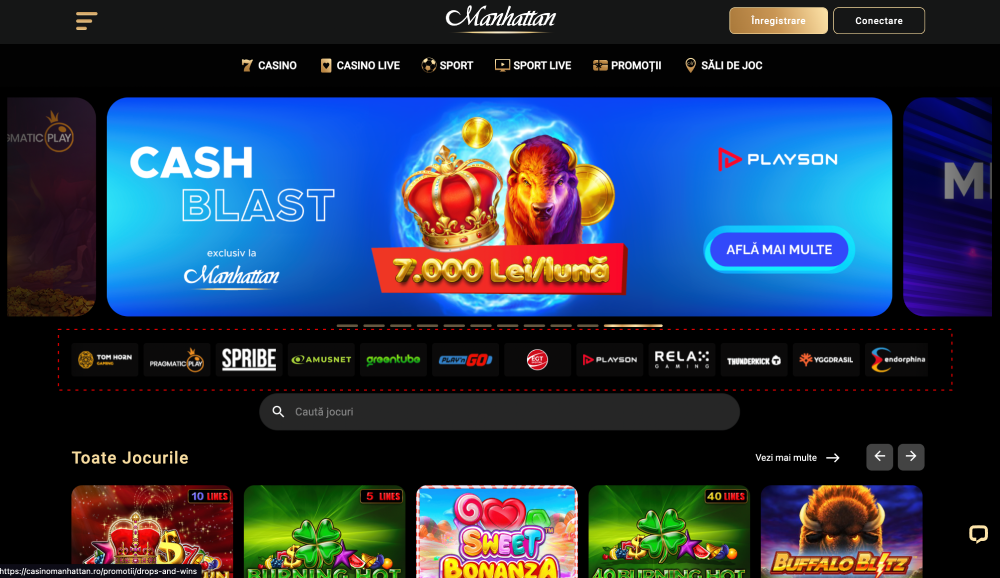 Manhattan
Înregistrare
Conectare
CASINO
CASINO LIVE
SPORT
SPORT LIVE
PROMOȚII
SĂLI DE JOC
GMATIC PLAY
CASH
BLAST
exclusiv la
Manhattan
7.000 Lei/lună
PLAYSON
AFLĂ MAI MULTE
TOM HORN
GAMING
PRAGMATIC PLAY
SPRIBE
AMUSNET
greentube
PLAY'n GO
EGT
PLAYSON
RELAX
GAMING
THUNDERKICK
YGGDRASIL
endorphina
Caută jocuri
Toate Jocurile
Vezi mai multe
10 LINES
5 LINES
SWEET
BONANZA
40 LINES
BURNING HOT
40 BURNING HOT
BUFFALO BLITZ
https://casinomanhattan.ro/promotii/drops-and-wins